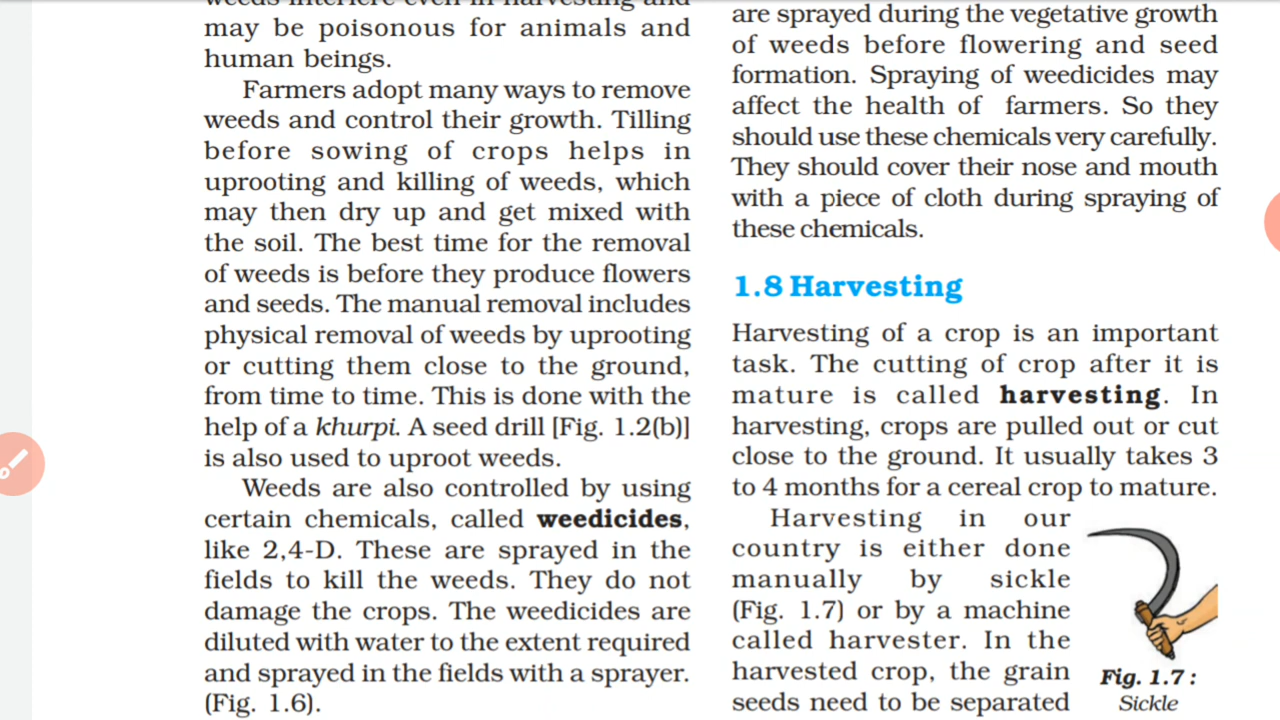 weeds interfere even in harvesting and
may be poisonous for animals and
human beings.
Farmers adopt many ways to remove
weeds and control their growth. Tilling
before sowing of crops helps in
uprooting and killing of weeds, which
may then dry up and get mixed with
the soil. The best time for the removal
of weeds is before they produce flowers
and seeds. The manual removal includes
physical removal of weeds by uprooting
or cutting them close to the ground,
from time to time. This is done with the
help of a khurpi. A seed drill [Fig. 1.2(b)]
is also used to uproot weeds.
Weeds are also controlled by using
certain chemicals, called weedicides,
like 2,4-D. These are sprayed in the
fields to kill the weeds. They do not
damage the crops. The weedicides are
diluted with water to the extent required
and sprayed in the fields with a sprayer.
(Fig. 1.6).
are sprayed during the vegetative growth
of weeds before flowering and seed
formation. Spraying of weedicides may
affect the health of farmers. So they
should use these chemicals very carefully.
They should cover their nose and mouth
with a piece of cloth during spraying of
these chemicals.
1.8 Harvesting
Harvesting of a crop is an important
task. The cutting of crop after it is
mature is called harvesting. In
harvesting, crops are pulled out or cut
close to the ground. It usually takes 3
to 4 months for a cereal crop to mature.
Harvesting in our
country is either done
manually by sickle
(Fig. 1.7) or by a machine
called harvester. In the
harvested crop, the grain
seeds need to be separated
Fig. 1.7 :
Sickle